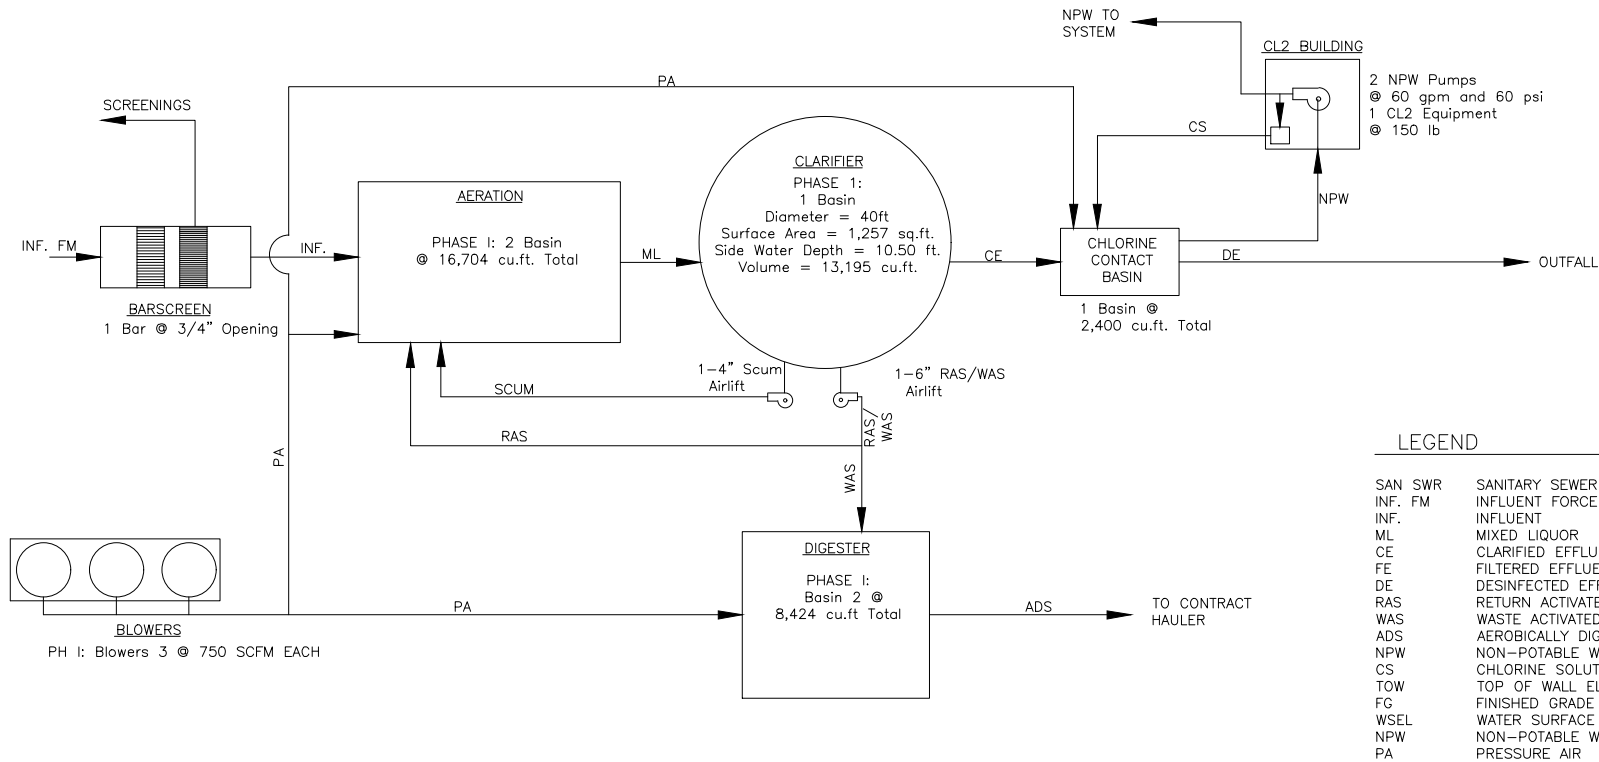 NPW TO
SYSTEM
CL2 BUILDING
2 NPW Pumps
@ 60 gpm and 60 psi
1 CL2 Equipment
@ 150 lb
PA
SCREENINGS
CS
NPW
CLARIFIER
PHASE 1:
1 Basin
Diameter = 40ft
Surface Area = 1,257 sq.ft.
Side Water Depth = 10.50 ft.
Volume = 13,195 cu.ft.
AERATION
PHASE I: 2 Basin
@ 16,704 cu.ft. Total
INF. FM
INF.
ML
CE
CHLORINE
CONTACT
BASIN
DE
OUTFALL
BARSCREEN
1 Bar @ 3/4” Opening
1 Basin @
2,400 cu.ft. Total
1-4” Scum
Airlift
1-6” RAS/WAS
Airlift
SCUM
RAS/
WAS
RAS
PA
WAS
DIGESTER
PHASE I:
Basin 2 @
8,424 cu.ft Total
PA
ADS
TO CONTRACT
HAULER
BLOWERS
PH I: Blowers 3 @ 750 SCFM EACH
LEGEND
SAN SWR SANITARY SEWER
INF. FM INFLUENT FORCE
INF. INFLUENT
ML MIXED LIQUOR
CE CLARIFIED EFFLU
FE FILTERED EFFLUE
DE DESINFECTED EFF
RAS RETURN ACTIVATE
WAS WASTE ACTIVATED
ADS AEROBICALLY DIG
NPW NON-POTABLE W
CS CHLORINE SOLUT
TOW TOP OF WALL EL
FG FINISHED GRADE
WSEL WATER SURFACE
NPW NON-POTABLE W
PA PRESSURE AIR